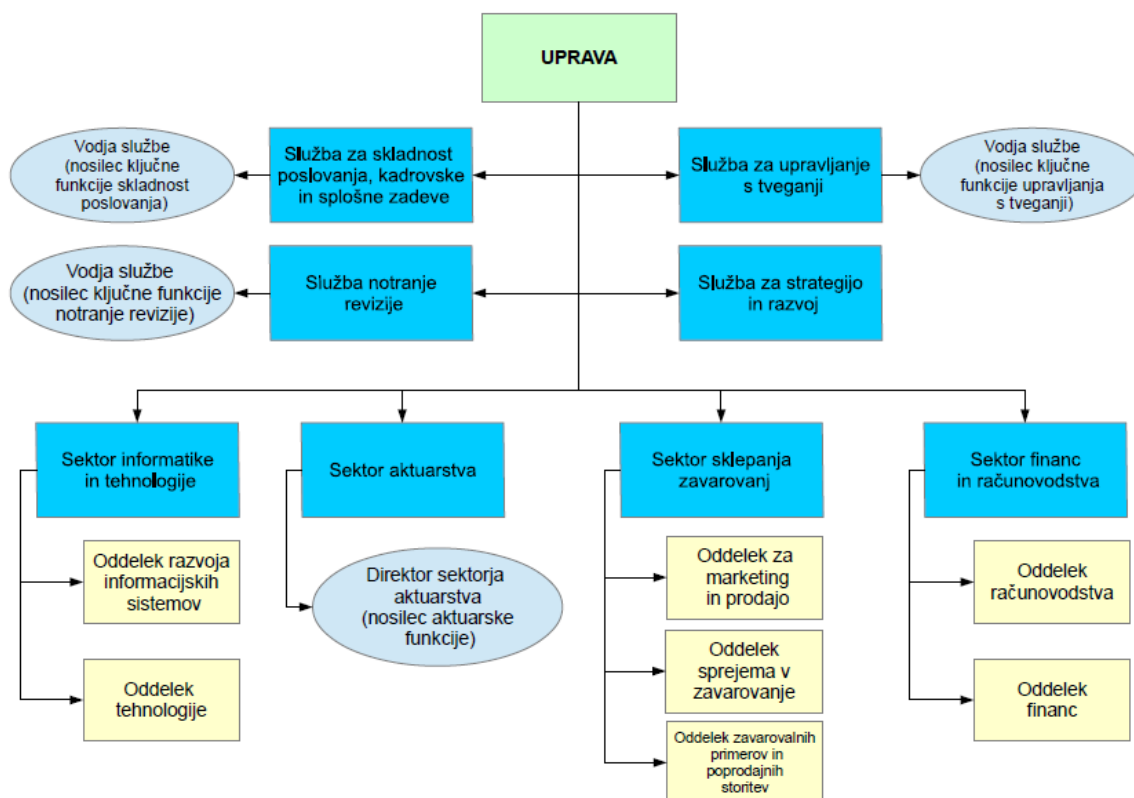 UPRAVA
Vodja službe
(nosilec ključne
funkcije skladnost
poslovanja)
Služba za skladnost
poslovanja, kadrovske
in splošne zadeve
Služba za upravljanje
s tveganji
Vodja službe
(nosilec ključne
funkcije upravljanja
s tveganji)
Vodja službe
(nosilec ključne funkcije
notranje revizije)
Služba notranje
revizije
Služba za strategijo
in razvoj
Sektor informatike
in tehnologije
Sektor aktuarstva
Sektor sklepanja
zavarovanj
Sektor financ
in računovodstva
Oddelek razvoja
informacijskih
sistemov
Direktor sektorja
aktuarstva
(nosilec aktuarske
funkcije)
Oddelek za
marketing
in prodajo
Oddelek
računovodstva
Oddelek
tehnologije
Oddelek
sprejema v
zavarovanje
Oddelek
financ
Oddelek zavarovalnih
primerov in
poprodajnih
storitev